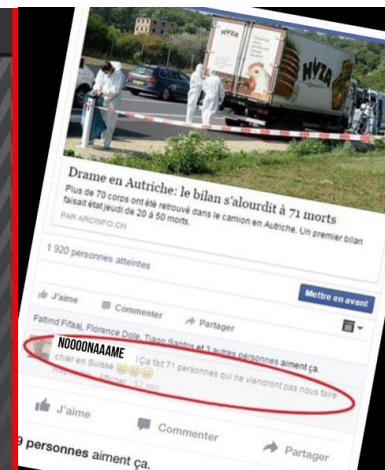 HYZA
HYZA
Drame en Autriche: le bilan s'alourdit à 71 morts
Plus de 70 corps ont été retrouvé dans le camion en Autriche. Un premier bilan
faisait état jeudi de 20 à 50 morts.
PAR ARCINFO.CH
1 920 personnes atteintes
Mettre en avant
J'aime Commenter Partager
Fatlind Fifaaj, Florence Dole, Tiago Santos et 3 autres personnes aiment ça.
NOOOONAAAME ! Ça fait 71 personnes qui ne viendront pas nous faire
chier en Suisse
52 min
J'aime Commenter Partager
9 personnes aiment ça.